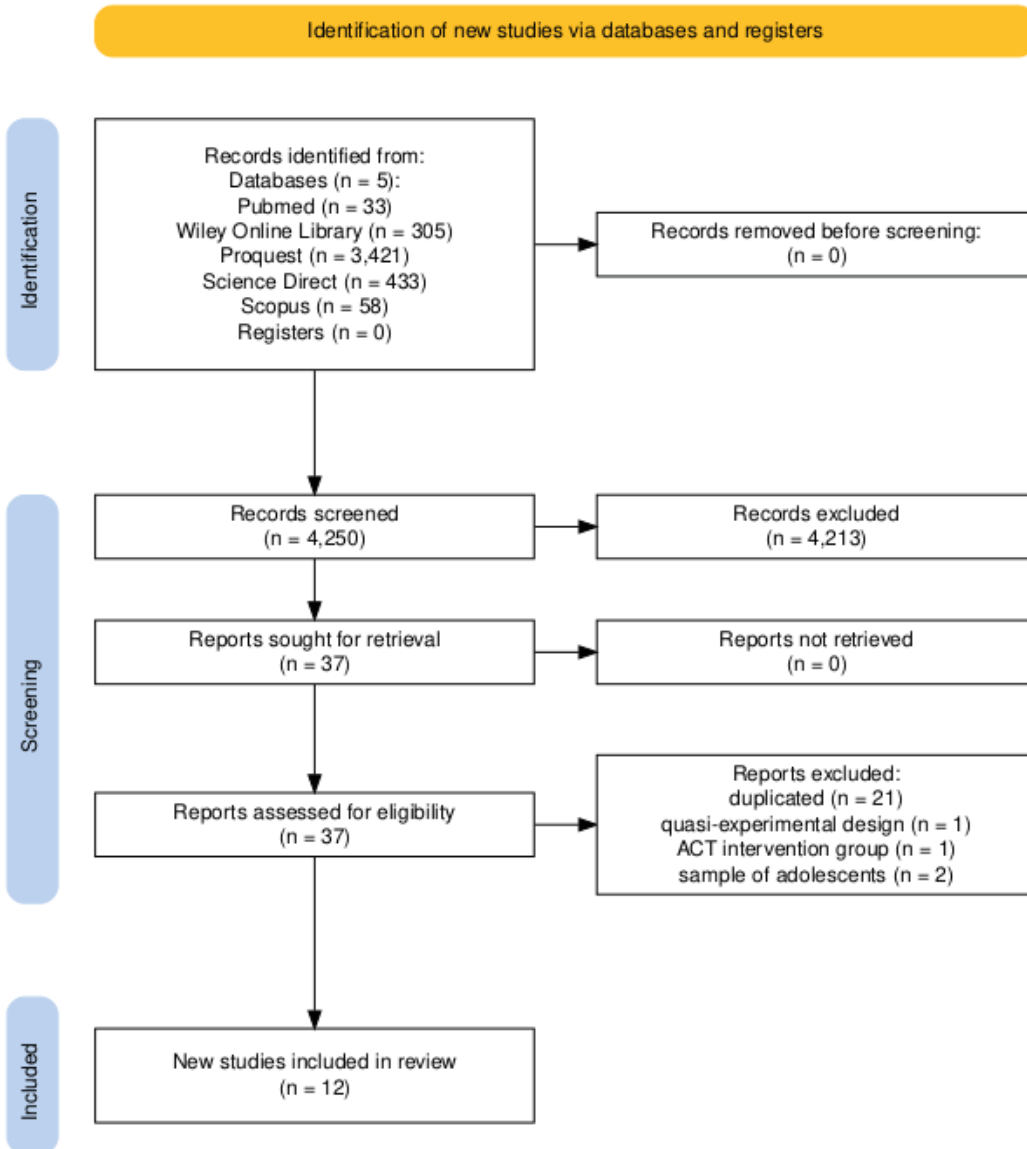 Identification of new studies via databases and registers
Identification
Records identified from:
Databases (n = 5):
Pubmed (n = 33)
Wiley Online Library (n = 305)
Proquest (n = 3,421)
Science Direct (n = 433)
Scopus (n = 58)
Registers (n = 0)
Records removed before screening:
(n = 0)
Screening
Records screened
(n = 4,250)
Records excluded
(n = 4,213)
Reports sought for retrieval
(n = 37)
Reports not retrieved
(n = 0)
Reports assessed for eligibility
(n = 37)
Reports excluded:
duplicated (n = 21)
quasi-experimental design (n = 1)
ACT intervention group (n = 1)
sample of adolescents (n = 2)
Included
New studies included in review
(n = 12)